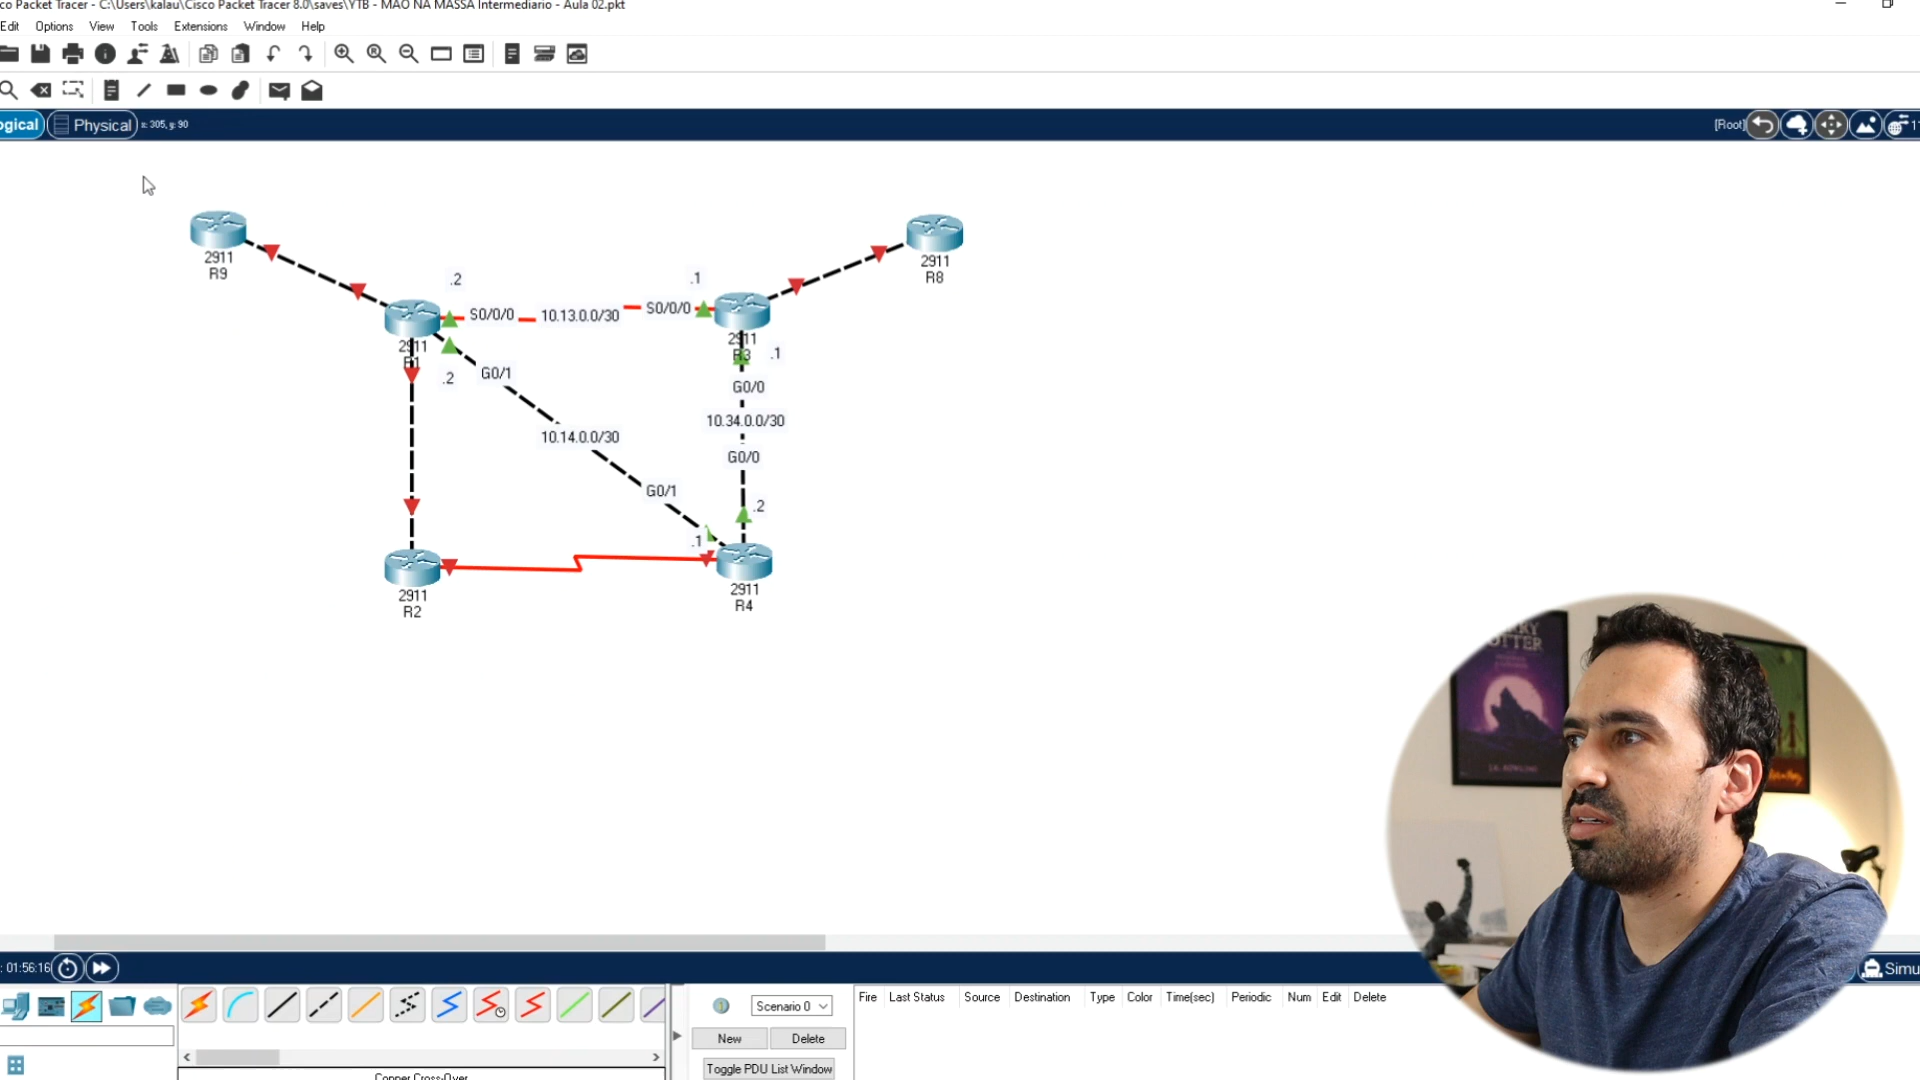 co Packet Tracer - C:\Users\kalau\Cisco Packet Tracer 8.0\saves\YTB - MAO NA MASSA Intermediario - Aula 02.pkt
Edit Options View Tools Extensions Window Help
ogical Physical x: 305, y: 90 [Root]
2911
R9
2911
R8
.2
.1
S0/0/0 10.13.0.0/30 S0/0/0
2911
R1
2911
R3
.1
.2
G0/1
G0/0
10.34.0.0/30
10.14.0.0/30
G0/0
G0/1
.2
.1
2911
R2
2911
R4
OTTER
J.K. ROWLING
: 01:56:16
Simu
Scenario 0
Fire Last Status Source Destination Type Color Time(sec) Periodic Num Edit Delete
New Delete
Toggle PDU List Window
Copper Cross-Over